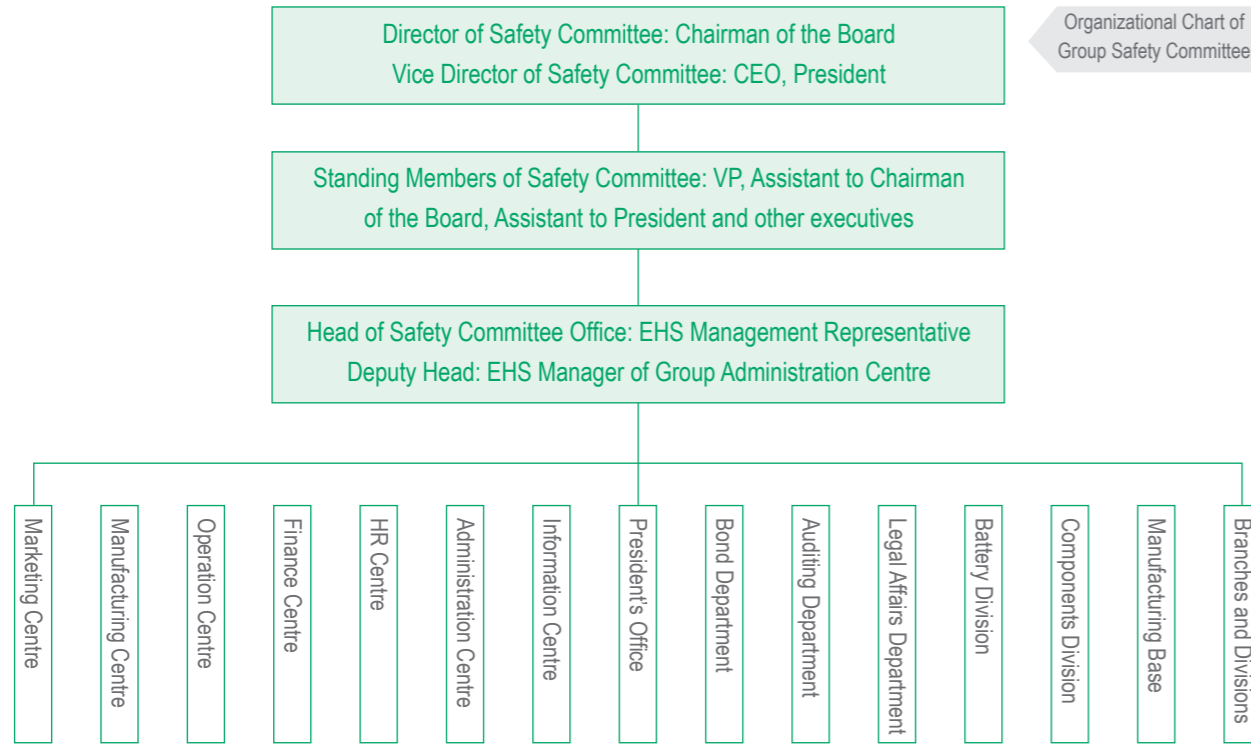 Director of Safety Committee: Chairman of the Board
Vice Director of Safety Committee: CEO, President
Organizational Chart of
Group Safety Committee
Standing Members of Safety Committee: VP, Assistant to Chairman
of the Board, Assistant to President and other executives
Head of Safety Committee Office: EHS Management Representative
Deputy Head: EHS Manager of Group Administration Centre
Marketing Centre
Manufacturing Centre
Operation Centre
Finance Centre
HR Centre
Administration Centre
Information Centre
President's Office
Bond Department
Auditing Department
Legal Affairs Department
Battery Division
Components Division
Manufacturing Base
Branches and Divisions